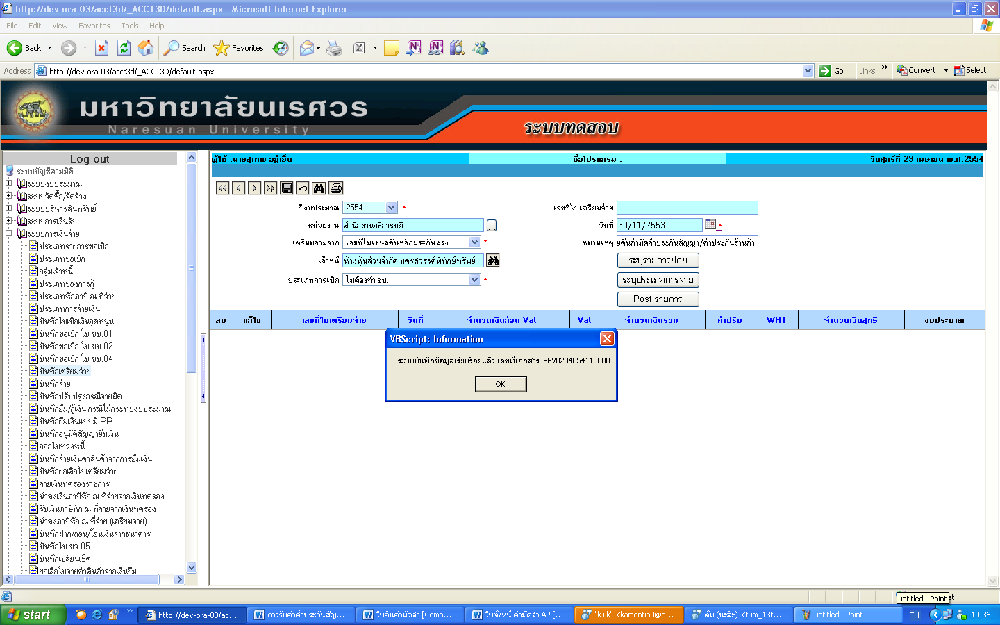 http://dev-ora-03/acct3d/_ACCT3D/default.aspx - Microsoft Internet Explorer
File Edit View Favorites Tools Help
Back Search Favorites
Address http://dev-ora-03/acct3d/_ACCT3D/default.aspx Go Links Convert Select
มหาวิทยาลัยนเรศวร
Naresuan University
ระบบทดสอบ
Log out
ระบบบัญชีสามมิติ
ระบบงบประมาณ
ระบบจัดซื้อ/จัดจ้าง
ระบบบริหารสินทรัพย์
ระบบการเงินรับ
ระบบการเงินจ่าย
ประเภทรายการขอเบิก
ประเภทขอเบิก
กลุ่มเจ้าหนี้
ประเภทของการกู้
ประเภทหักภาษี ณ ที่จ่าย
ประเภทการจ่ายเงิน
บันทึกใบเบิกเงินอุดหนุน
บันทึกขอเบิก ใบ ขบ.01
บันทึกขอเบิก ใบ ขบ.02
บันทึกขอเบิก ใบ ขบ.04
บันทึกเตรียมจ่าย
บันทึกจ่าย
บันทึกปรับปรุงกรณีจ่ายผิด
บันทึกยืม/กู้เงิน กรณีไม่กระทบงบประมาณ
บันทึกยืมเงินแบบมี PR
บันทึกอนุมัติสัญญายืมเงิน
ออกใบทวงหนี้
บันทึกจ่ายเงินค่าสินค้าจากการยืมเงิน
บันทึกยกเลิกใบเตรียมจ่าย
จ่ายเงินทดรองราชการ
นำส่งเงินภาษีหัก ณ ที่จ่ายจากเงินทดรอง
รับเงินภาษีหัก ณ ที่จ่ายจากเงินทดรอง
นำส่งภาษีหัก ณ ที่จ่าย (เตรียมจ่าย)
บันทึกฝาก/ถอน/โอนเงินจากธนาคาร
บันทึกใบ ขจ.05
บันทึกเปลี่ยนเช็ค
ยกเลิกใบจ่ายค่าสินค้าจากเงินยืม
ผู้ใช้ :นายสุเทพ อยู่เย็น ชื่อโปรแกรม : วันศุกร์ที่ 29 เมษายน พ.ศ.2554
ปีงบประมาณ 2554 * เลขที่ใบเตรียมจ่าย
หน่วยงาน สำนักงานอธิการบดี ... วันที่ 30/11/2553 *
เตรียมจ่ายจาก เลขที่ใบเสนอคืนหลักประกันซอง * หมายเหตุ ยคืนค่ามัดจำประกันสัญญา/ค่าประกันร้านค้า
เจ้าหนี้ ห้างหุ้นส่วนจำกัด นครสวรรค์พิทักษ์ทรัพย์ ระบุรายการย่อย
ประเภทการเบิก ไม่ต้องทำ ขบ. * ระบุประเภทการจ่าย
Post รายการ
ลบ แก้ไข เลขที่ใบเตรียมจ่าย วันที่ จำนวนเงินก่อน Vat Vat จำนวนเงินรวม ค่าปรับ WHT จำนวนเงินสุทธิ งบประมาณ
VBScript: Information
ระบบบันทึกข้อมูลเรียบร้อยแล้ว เลขที่เอกสาร PPV0204054110808
OK
untitled - Paint
start http://dev-ora-03/ac... การรับค่าค้ำประกันสัญ... ใบคืนค่ามัดจำ [Comp... ใบตั้งหนี้ ค่ามัดจำ AP [... "k i k" <kamontip0@h... ตั้ม (นะจ๊ะ) <tum_13t... untitled - Paint TH 10:36